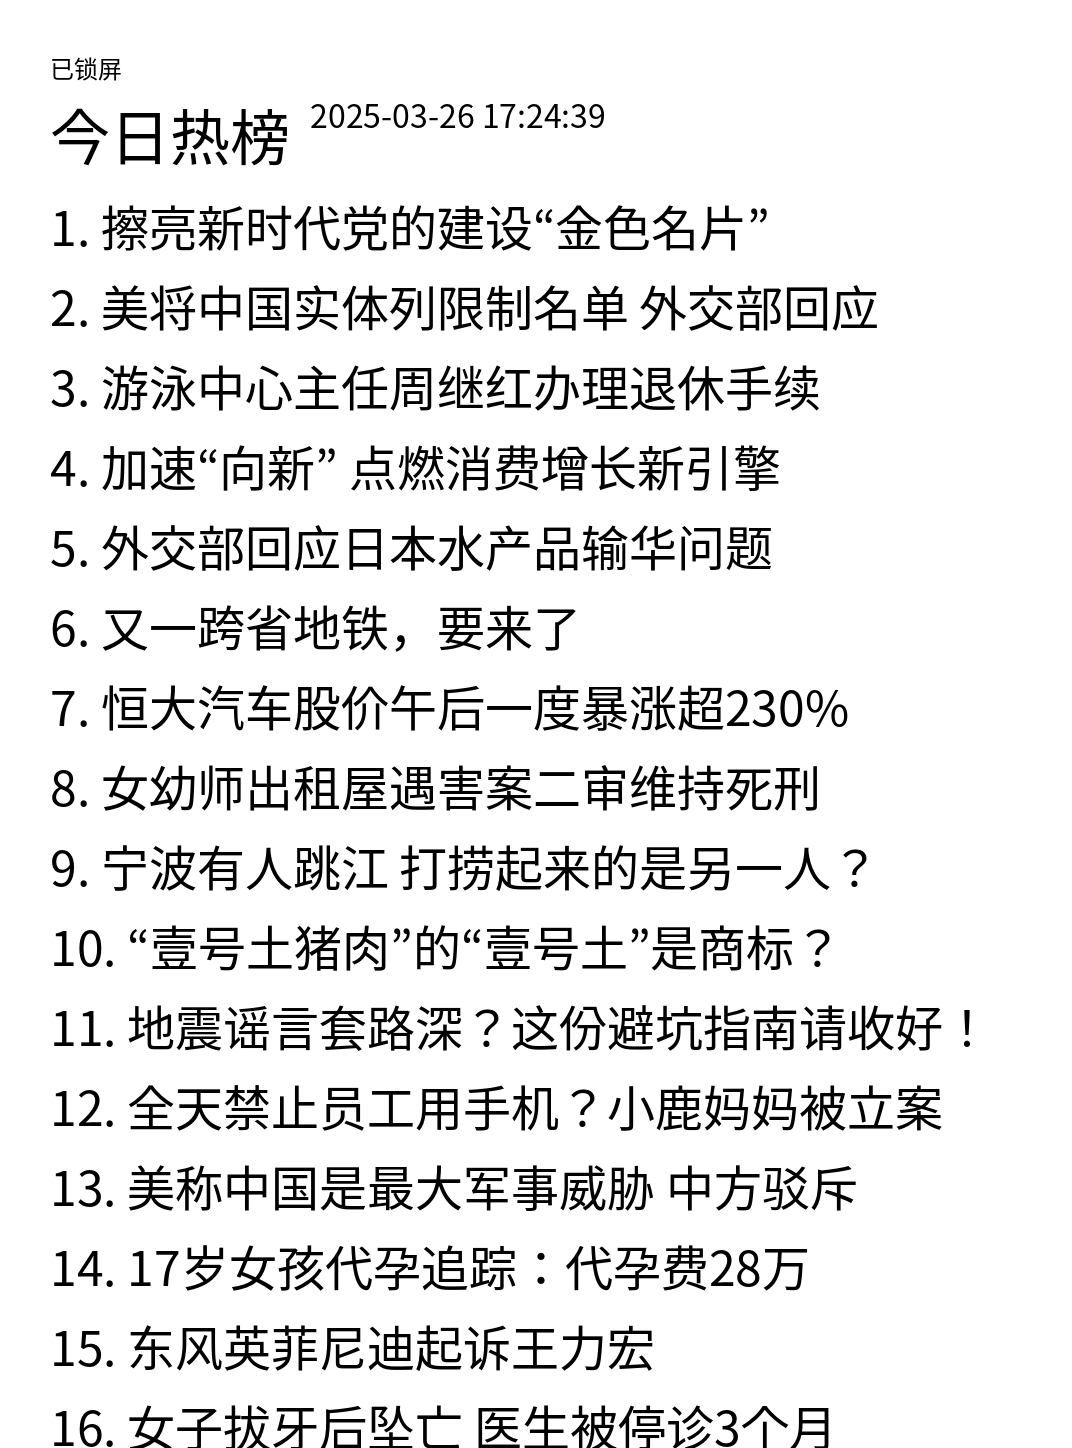 已锁屏
今日热榜 2025-03-26 17:24:39
1. 擦亮新时代党的建设“金色名片”
2. 美将中国实体列限制名单 外交部回应
3. 游泳中心主任周继红办理退休手续
4. 加速“向新” 点燃消费增长新引擎
5. 外交部回应日本水产品输华问题
6. 又一跨省地铁，要来了
7. 恒大汽车股价午后一度暴涨超230%
8. 女幼师出租屋遇害案二审维持死刑
9. 宁波有人跳江 打捞起来的是另一人？
10. “壹号土猪肉”的“壹号土”是商标？
11. 地震谣言套路深？这份避坑指南请收好！
12. 全天禁止员工用手机？小鹿妈妈被立案
13. 美称中国是最大军事威胁 中方驳斥
14. 17岁女孩代孕追踪：代孕费28万
15. 东风英菲尼迪起诉王力宏
16. 女子拔牙后坠亡 医生被停诊3个月